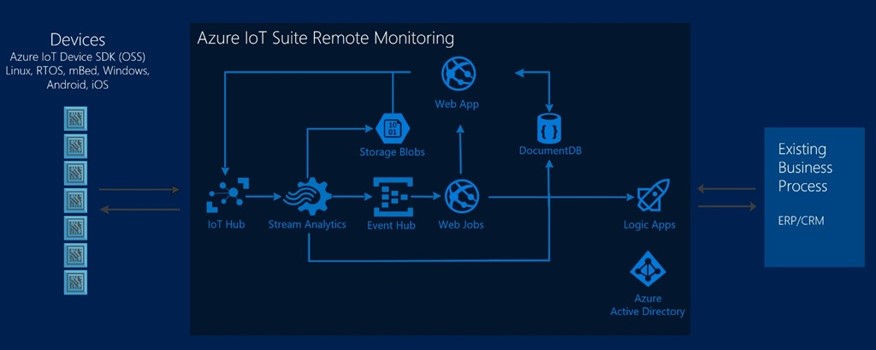 Devices
Azure IoT Device SDK (OSS)
Linux, RTOS, mBed, Windows,
Android, iOS
Azure IoT Suite Remote Monitoring
Web App
10
01
Storage Blobs
{ }
DocumentDB
IoT Hub
Stream Analytics
Event Hub
Web Jobs
Logic Apps
Azure
Active Directory
Existing
Business
Process
ERP/CRM